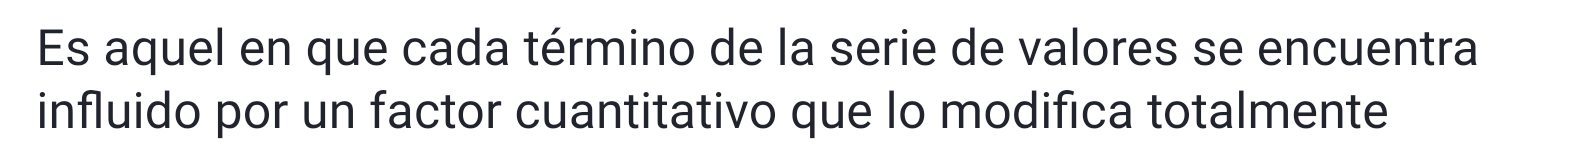 Es aquel en que cada término de la serie de valores se encuentra
influido por un factor cuantitativo que lo modifica totalmente